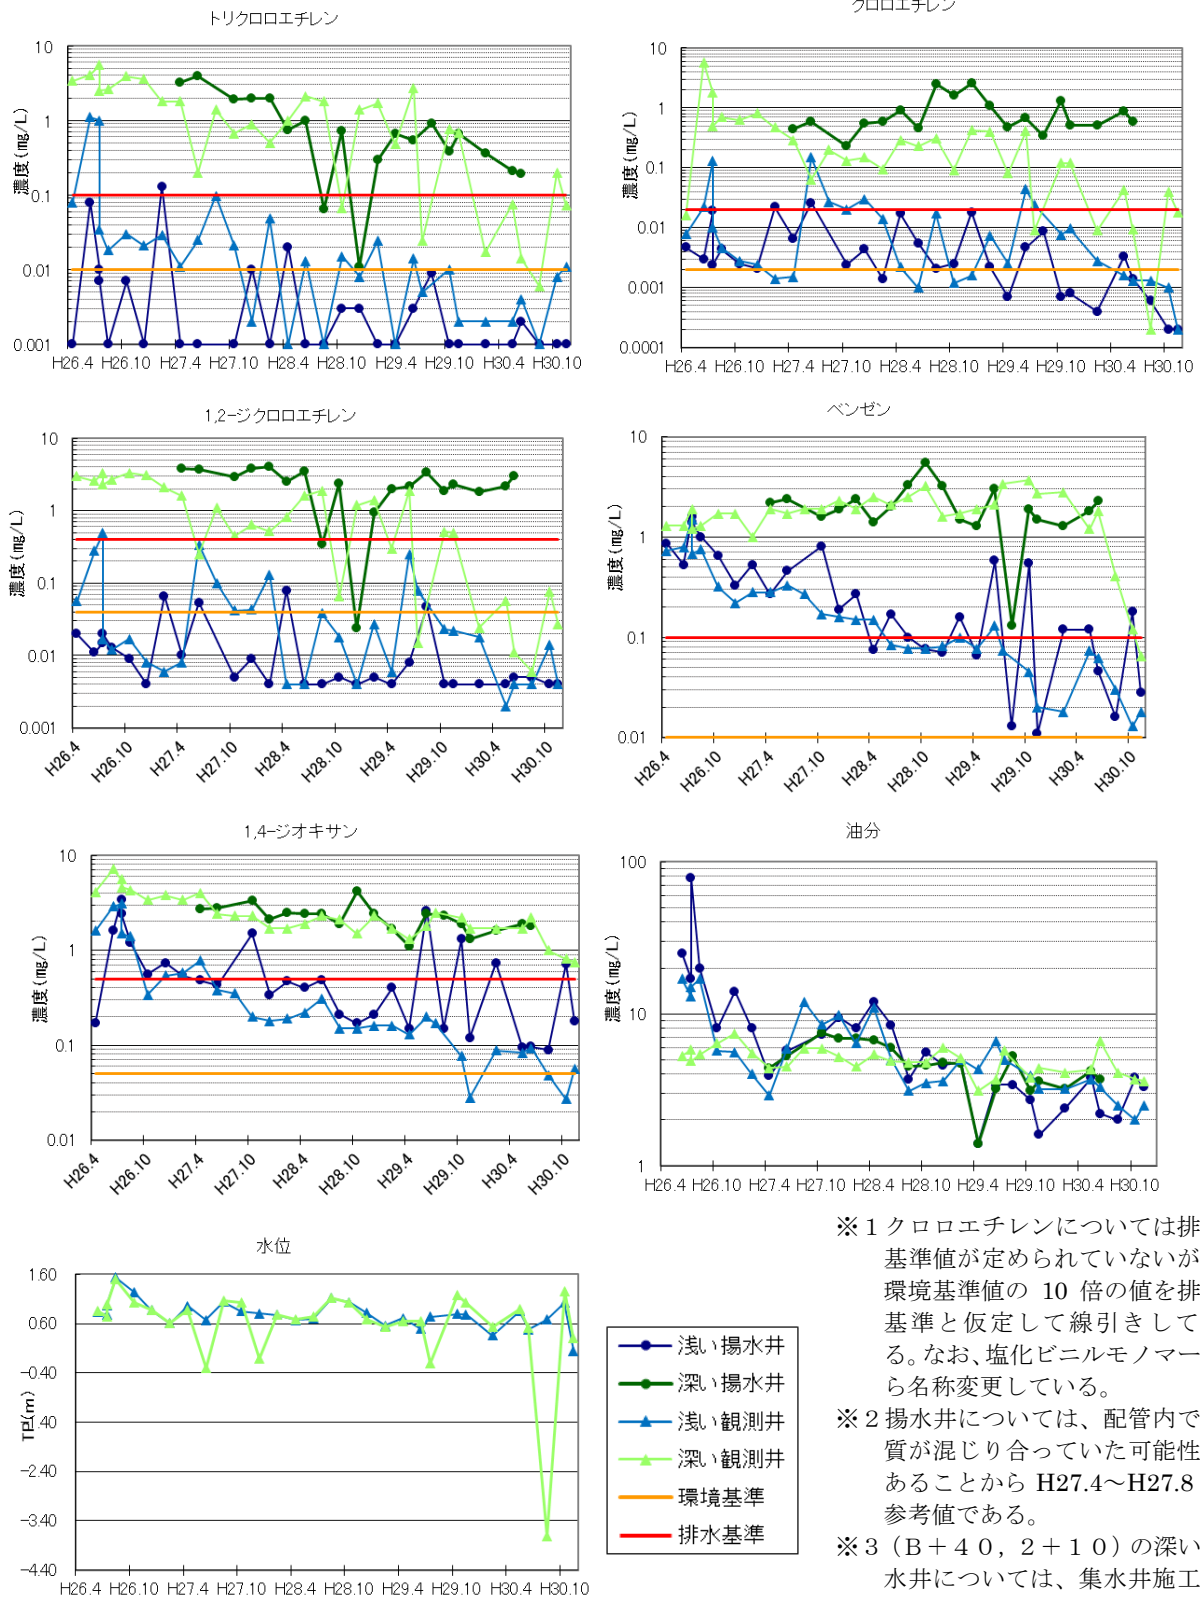 トリクロロエチレン
濃度(mg/L)
10
1
0.1
0.01
0.001
H26.4 H26.10 H27.4 H27.10 H28.4 H28.10 H29.4 H29.10 H30.4 H30.10
クロロエチレン
濃度(mg/L)
10
1
0.1
0.01
0.001
0.0001
H26.4 H26.10 H27.4 H27.10 H28.4 H28.10 H29.4 H29.10 H30.4 H30.10
1,2-ジクロロエチレン
濃度(mg/L)
10
1
0.1
0.01
0.001
H26.4 H26.10 H27.4 H27.10 H28.4 H28.10 H29.4 H29.10 H30.4 H30.10
ベンゼン
濃度(mg/L)
10
1
0.1
0.01
H26.4 H26.10 H27.4 H27.10 H28.4 H28.10 H29.4 H29.10 H30.4 H30.10
1,4-ジオキサン
濃度(mg/L)
10
1
0.1
0.01
H26.4 H26.10 H27.4 H27.10 H28.4 H28.10 H29.4 H29.10 H30.4 H30.10
油分
濃度(mg/L)
100
10
1
H26.4 H26.10 H27.4 H27.10 H28.4 H28.10 H29.4 H29.10 H30.4 H30.10
水位
TP.(m)
1.60
0.60
-0.40
-1.40
-2.40
-3.40
-4.40
H26.4 H26.10 H27.4 H27.10 H28.4 H28.10 H29.4 H29.10 H30.4 H30.10
浅い揚水井
深い揚水井
浅い観測井
深い観測井
環境基準
排水基準
※1クロロエチレンについては排
基準値が定められていないが
環境基準値の 10 倍の値を排
基準と仮定して線引きして
る。なお、塩化ビニルモノマー
ら名称変更している。
※2揚水井については、配管内で
質が混じり合っていた可能性
あることから H27.4～H27.8
参考値である。
※3（B＋40，2＋10）の深い
水井については、集水井施工